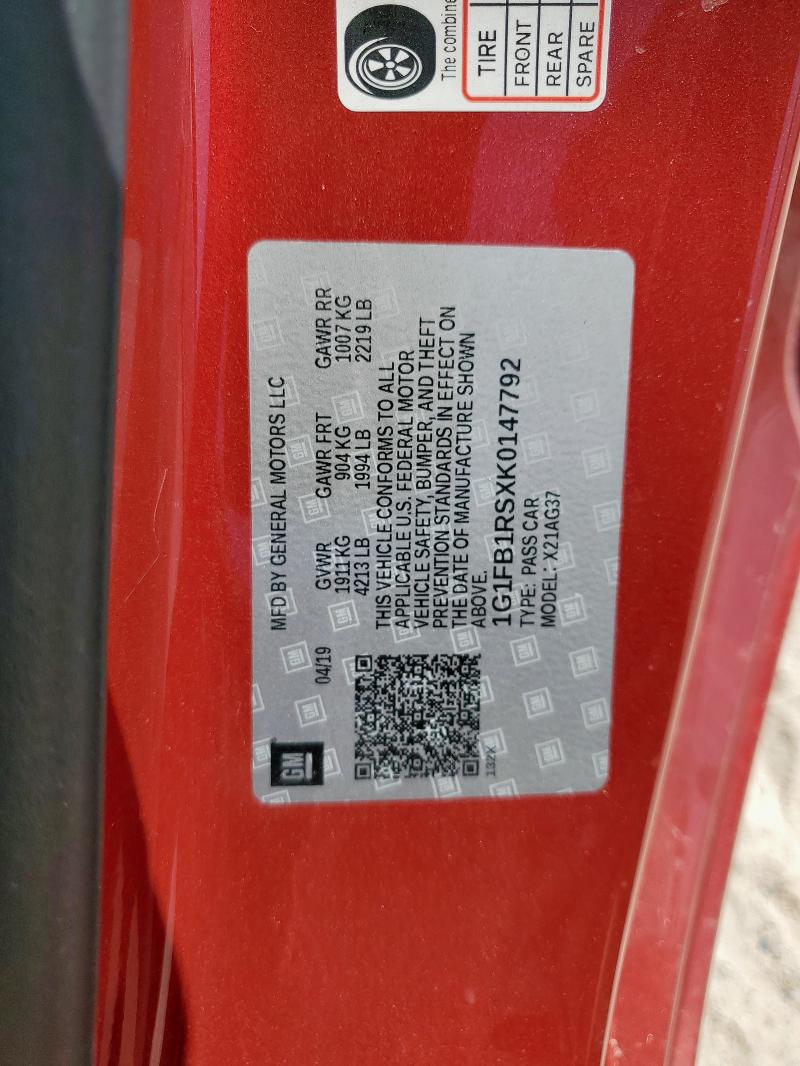 The combine
TIRE
FRONT
REAR
SPARE
MFD BY GENERAL MOTORS LLC
04/19
GVWR GAWR FRT GAWR RR
1911 KG 904 KG 1007 KG
4213 LB 1994 LB 2219 LB
THIS VEHICLE CONFORMS TO ALL
APPLICABLE U.S. FEDERAL MOTOR
VEHICLE SAFETY, BUMPER, AND THEFT
PREVENTION STANDARDS IN EFFECT ON
THE DATE OF MANUFACTURE SHOWN
ABOVE.
1G1FB1RSXK0147792
TYPE: PASS CAR
MODEL: X21AG37
GM
132X